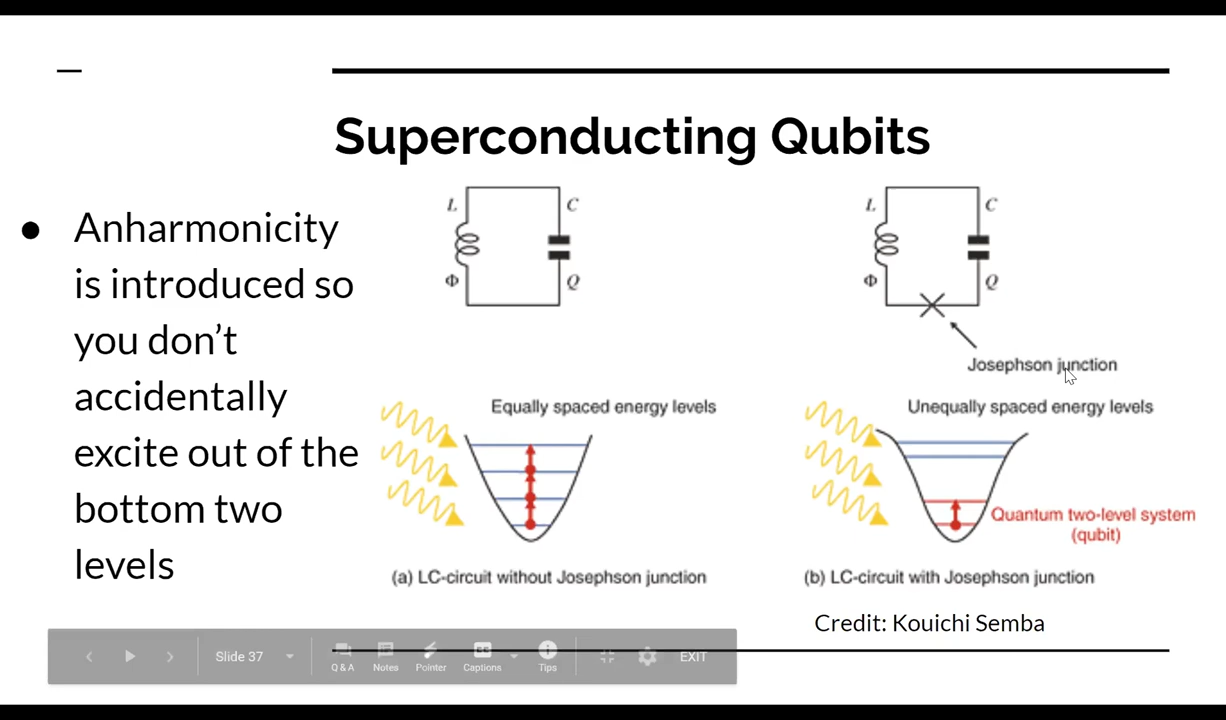 Superconducting Qubits
● Anharmonicity
is introduced so
you don't
accidentally
excite out of the
bottom two
levels
L C
Φ Q
L C
Φ Q
Josephson junction
Equally spaced energy levels
Unequally spaced energy levels
Quantum two-level system
(qubit)
(a) LC-circuit without Josephson junction
(b) LC-circuit with Josephson junction
Credit: Kouichi Semba
Slide 37
Q & A
Notes
Pointer
CC
Captions
Tips
EXIT